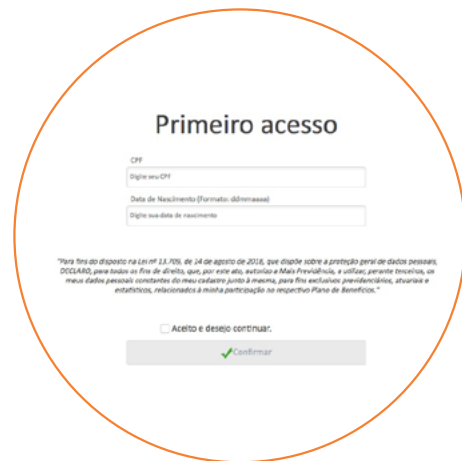 Primeiro acesso
CPF
Digite seu CPF
Data de Nascimento (Formato: ddmmaaaa)
Digite sua data de nascimento
"Para fins do disposto na Lei nº 13.709, de 14 de agosto de 2018, que dispõe sobre a proteção geral de dados pessoais,
DECLARO, para todos os fins de direito, que, por este ato, autorizo a Mais Previdência, a utilizar, perante terceiros, os
meus dados pessoais constantes do meu cadastro junto à mesma, para fins exclusivos previdenciários, atuariais e
estatísticos, relacionados à minha participação no respectivo Plano de Benefícios."
Aceito e desejo continuar.
Confirmar